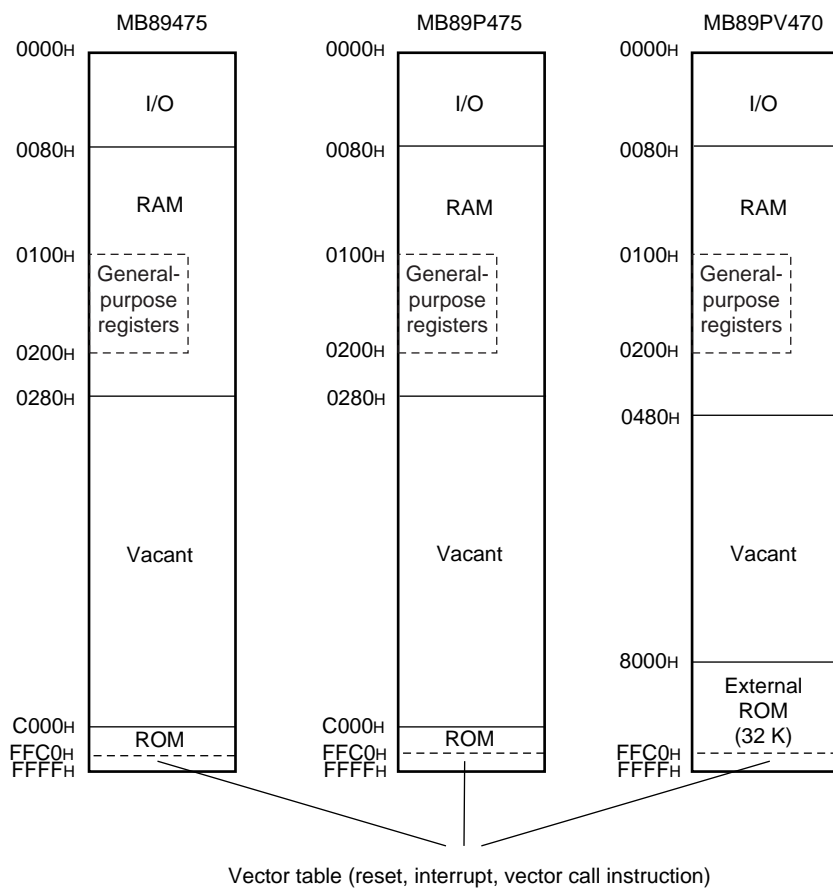 MB89475
0000H
I/O
0080H
RAM
0100H
General-
purpose
registers
0200H
0280H
Vacant
C000H
ROM
FFC0H
FFFFH
MB89P475
0000H
I/O
0080H
RAM
0100H
General-
purpose
registers
0200H
0280H
Vacant
C000H
ROM
FFC0H
FFFFH
MB89PV470
0000H
I/O
0080H
RAM
0100H
General-
purpose
registers
0200H
0480H
Vacant
8000H
External
ROM
(32 K)
FFC0H
FFFFH
Vector table (reset, interrupt, vector call instruction)